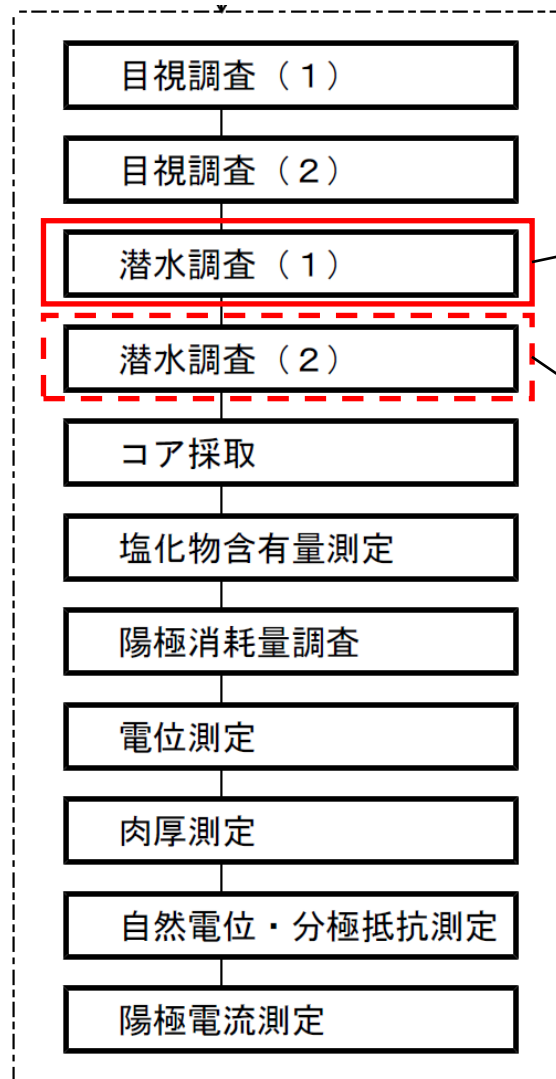 目視調査（１）
目視調査（２）
潜水調査（１）
潜水調査（２）
コア採取
塩化物含有量測定
陽極消耗量調査
電位測定
肉厚測定
自然電位・分極抵抗測定
陽極電流測定